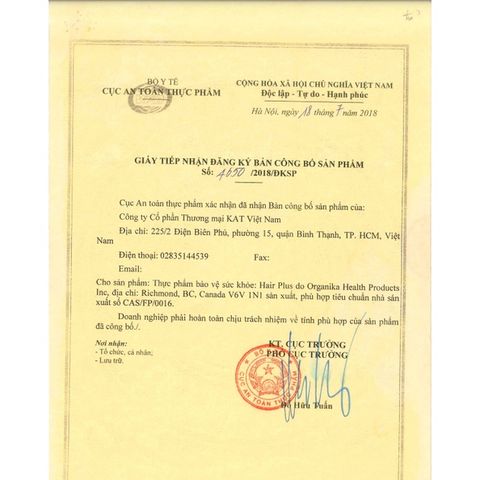 BỘ Y TẾ
CỤC AN TOÀN THỰC PHẨM
CỘNG HÒA XÃ HỘI CHỦ NGHĨA VIỆT NAM
Độc lập - Tự do - Hạnh phúc
Hà Nội, ngày 18 tháng 7 năm 2018
GIẤY TIẾP NHẬN ĐĂNG KÝ BẢN CÔNG BỐ SẢN PHẨM
Số: /2018/ĐKSP
Cục An toàn thực phẩm xác nhận đã nhận Bản công bố sản phẩm của:
Công ty Cổ phần Thương mại KAT Việt Nam
Địa chỉ: 225/2 Điện Biên Phủ, phường 15, quận Bình Thạnh, TP. HCM, Việt
Nam
Điện thoại: 02835144539 Fax:
Email:
Cho sản phẩm: Thực phẩm bảo vệ sức khỏe: Hair Plus do Organika Health Products
Inc, địa chỉ: Richmond, BC, Canada V6V 1N1 sản xuất, phù hợp tiêu chuẩn nhà sản
xuất số CAS/FP/0016.
Doanh nghiệp phải hoàn toàn chịu trách nhiệm về tính phù hợp của sản phẩm
đã công bố./.
Nơi nhận:
- Tổ chức, cá nhân;
- Lưu trữ.
KT. CỤC TRƯỞNG
PHÓ CỤC TRƯỞNG
BỘ Y TẾ
CỤC AN TOÀN THỰC PHẨM
Đỗ Hữu Tuấn